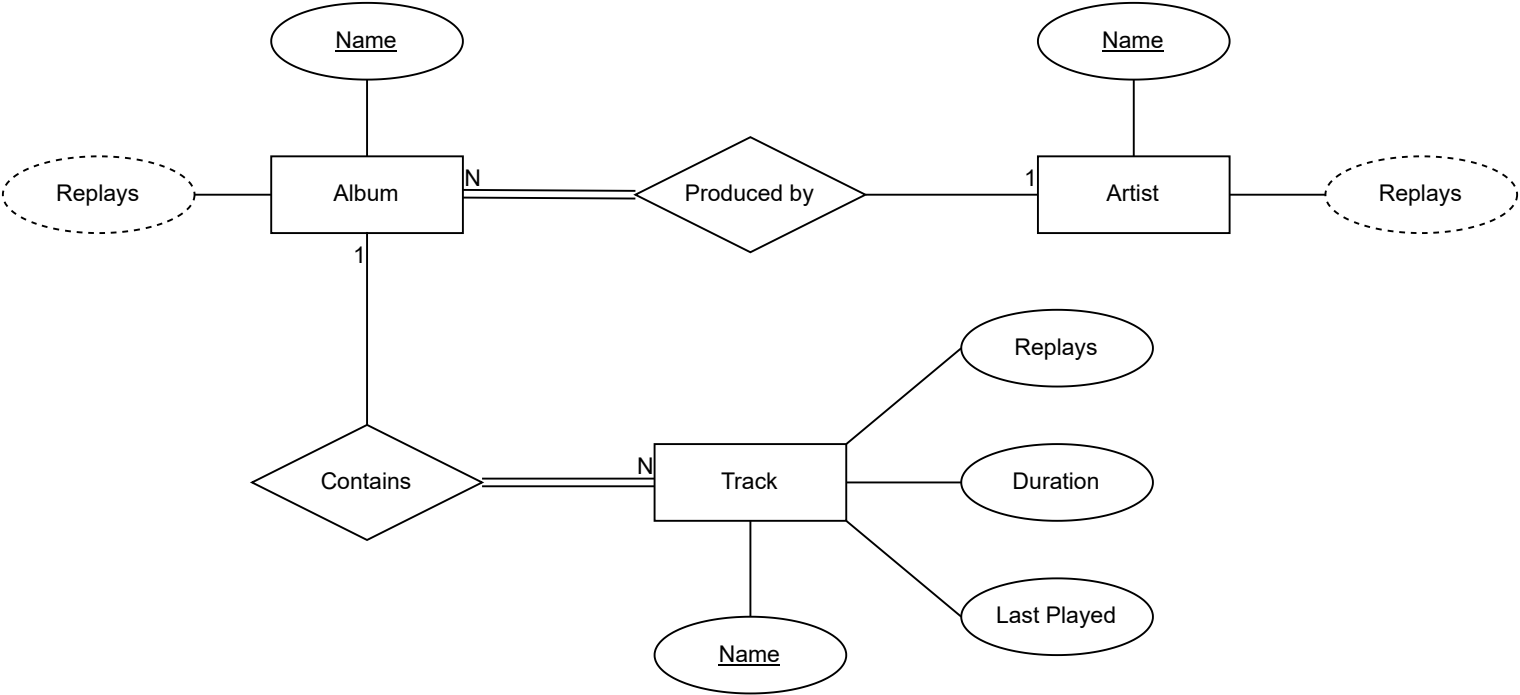 Name
Name
Replays
Album
N
Produced by
1
Artist
Replays
1
Replays
Contains
N
Track
Duration
Last Played
Name